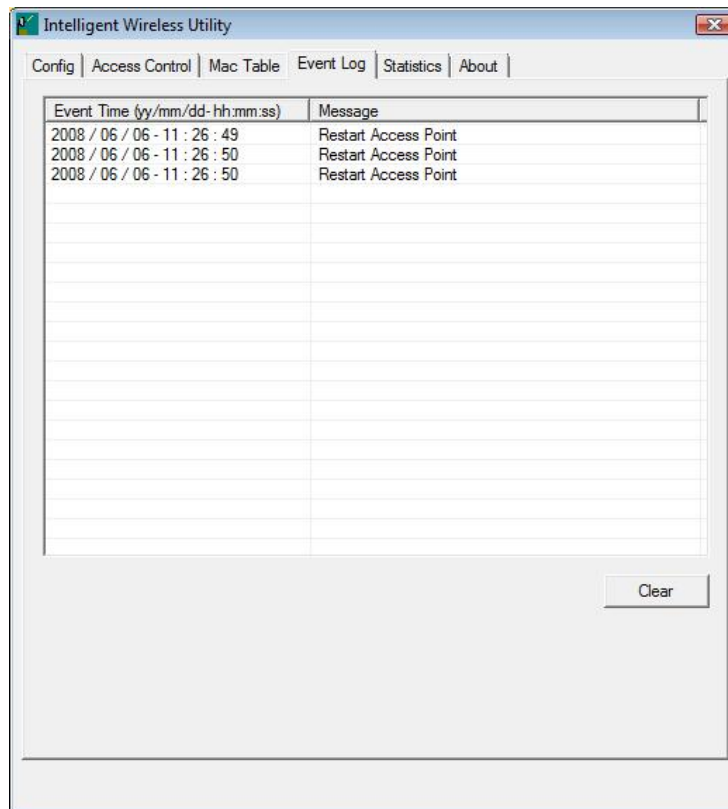 Intelligent Wireless Utility
Config Access Control Mac Table Event Log Statistics About
Event Time (yy/mm/dd- hh:mm:ss) Message
2008 / 06 / 06 - 11 : 26 : 49 Restart Access Point
2008 / 06 / 06 - 11 : 26 : 50 Restart Access Point
2008 / 06 / 06 - 11 : 26 : 50 Restart Access Point
Clear